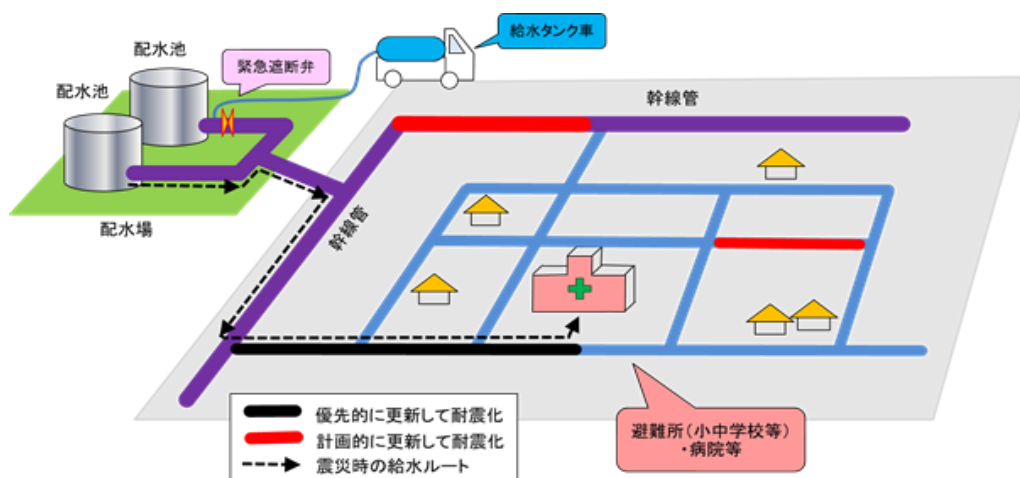 配水池
給水タンク車
緊急遮断弁
配水池
幹線管
配水場
幹線管
優先的に更新して耐震化
計画的に更新して耐震化
震災時の給水ルート
避難所(小中学校等)
・病院等